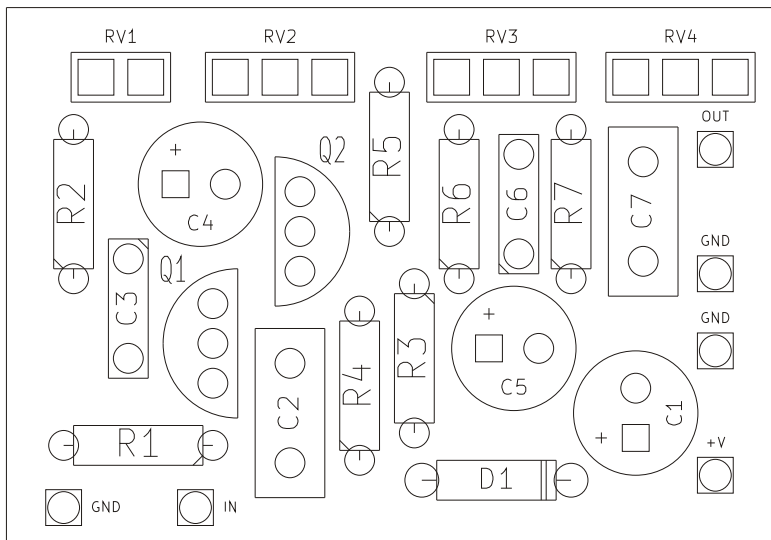 RV1
RV2
RV3
RV4
OUT
Q2
R5
R2
+
C4
R6
C6
R7
C7
GND
Q1
C3
+
C5
GND
R3
R4
C2
C1
+
R1
+V
D1
GND
IN